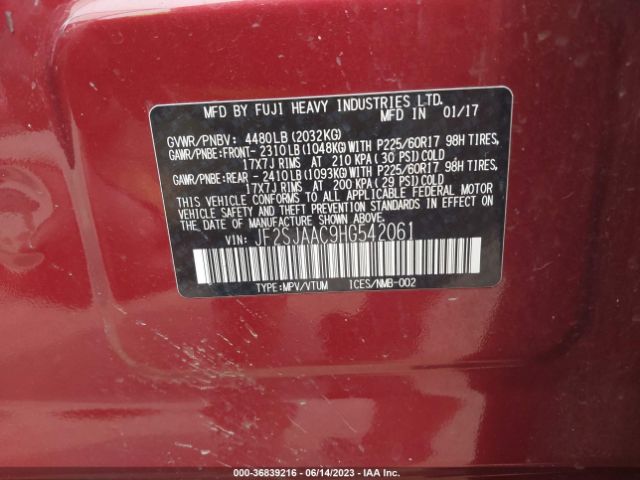 MFD BY FUJI HEAVY INDUSTRIES LTD.
MFD IN 01/17
GVWR/PNBV: 4480LB (2032KG)
GAWR/PNBE: FRONT- 2310LB (1048KG) WITH P225/60R17 98H TIRES,
17X7J RIMS AT 210 KPA (30 PSI) COLD
GAWR/PNBE: REAR - 2410LB (1093KG) WITH P225/60R17 98H TIRES,
17X7J RIMS AT 200 KPA (29 PSI) COLD
THIS VEHICLE CONFORMS TO ALL APPLICABLE FEDERAL MOTOR
VEHICLE SAFETY AND THEFT PREVENTION STANDARDS IN EFFECT ON
THE DATE OF MANUFACTURE SHOWN ABOVE.
VIN: JF2SJAAC9HG542061
TYPE:MPV/VTUM ICES/NMB-002
000-36839216 - 06/14/2023 - IAA Inc.